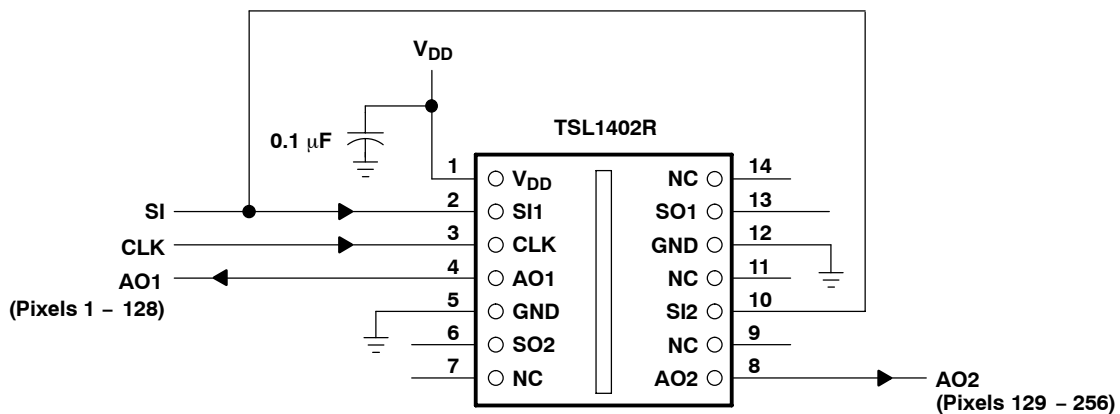 VDD
0.1 μF
TSL1402R
1 VDD NC 14
SI 2 SI1 SO1 13
CLK 3 CLK GND 12
AO1 4 AO1 NC 11
(Pixels 1 – 128)
5 GND SI2 10
6 SO2 NC 9
7 NC AO2 8
AO2
(Pixels 129 – 256)